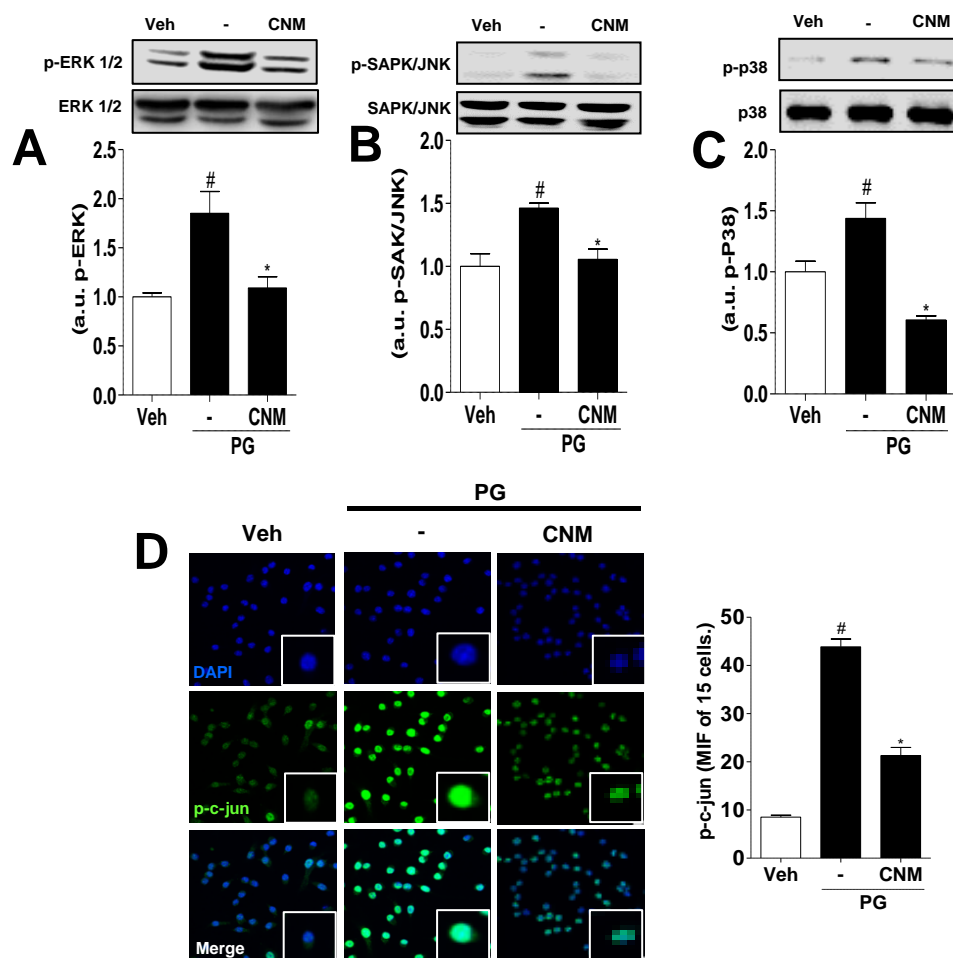 Veh - CNM
p-ERK 1/2
ERK 1/2
A
2.5
2.0
1.5
1.0
0.5
0.0
(a.u. p-ERK)
#
*
Veh - CNM
PG
Veh - CNM
p-SAPK/JNK
SAPK/JNK
B
2.0
1.5
1.0
0.5
0.0
(a.u. p-SAK/JNK)
#
*
Veh - CNM
PG
Veh - CNM
p-p38
p38
C
2.0
1.5
1.0
0.5
0.0
(a.u. p-P38)
#
*
Veh - CNM
PG
D
PG
Veh - CNM
DAPI
p-c-jun
Merge
50
40
30
20
10
0
p-c-jun (MIF of 15 cells.)
#
*
Veh - CNM
PG